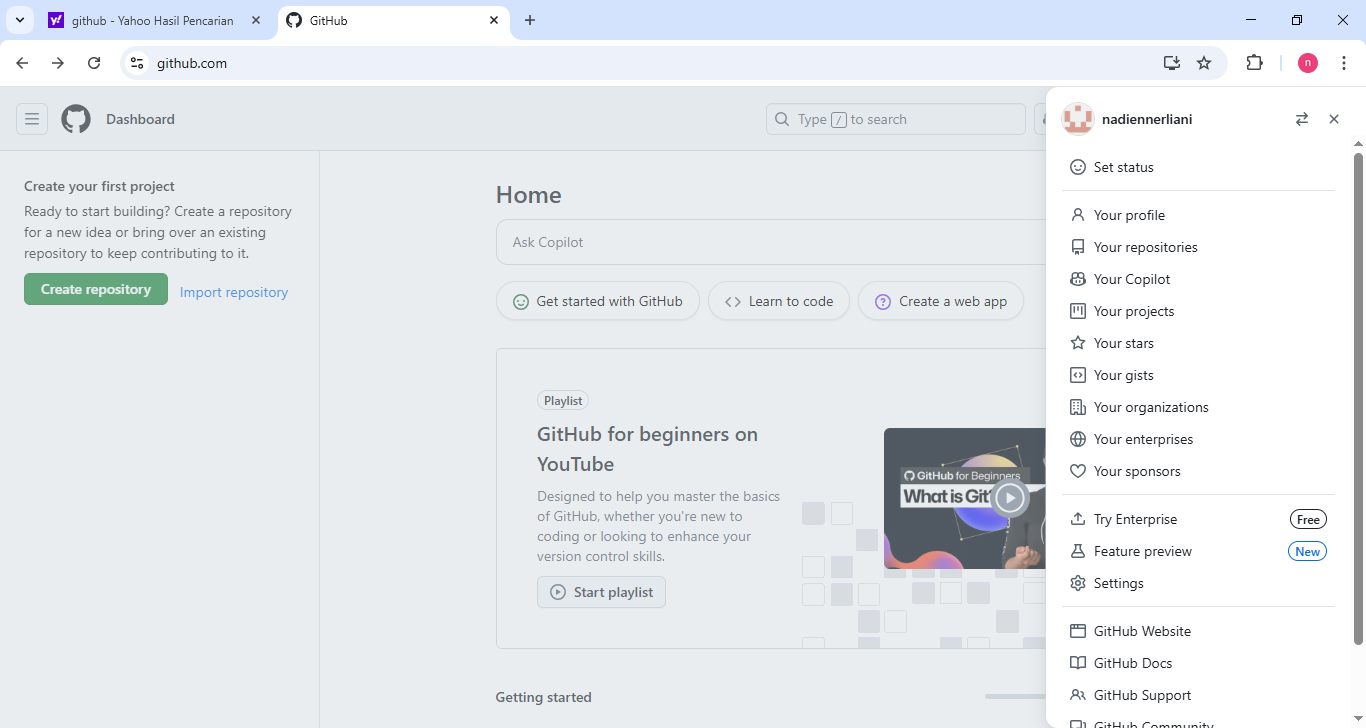 github - Yahoo Hasil Pencarian
GitHub
github.com
n
Dashboard
Type / to search
nadiennerliani
Set status
Create your first project
Ready to start building? Create a repository
for a new idea or bring over an existing
repository to keep contributing to it.
Create repository
Import repository
Home
Ask Copilot
Get started with GitHub
Learn to code
Create a web app
Playlist
GitHub for beginners on
YouTube
Designed to help you master the basics
of GitHub, whether you're new to
coding or looking to enhance your
version control skills.
Start playlist
GitHub for Beginners
What is Git
Getting started
Your profile
Your repositories
Your Copilot
Your projects
Your stars
Your gists
Your organizations
Your enterprises
Your sponsors
Try Enterprise
Free
Feature preview
New
Settings
GitHub Website
GitHub Docs
GitHub Support
GitHub Community